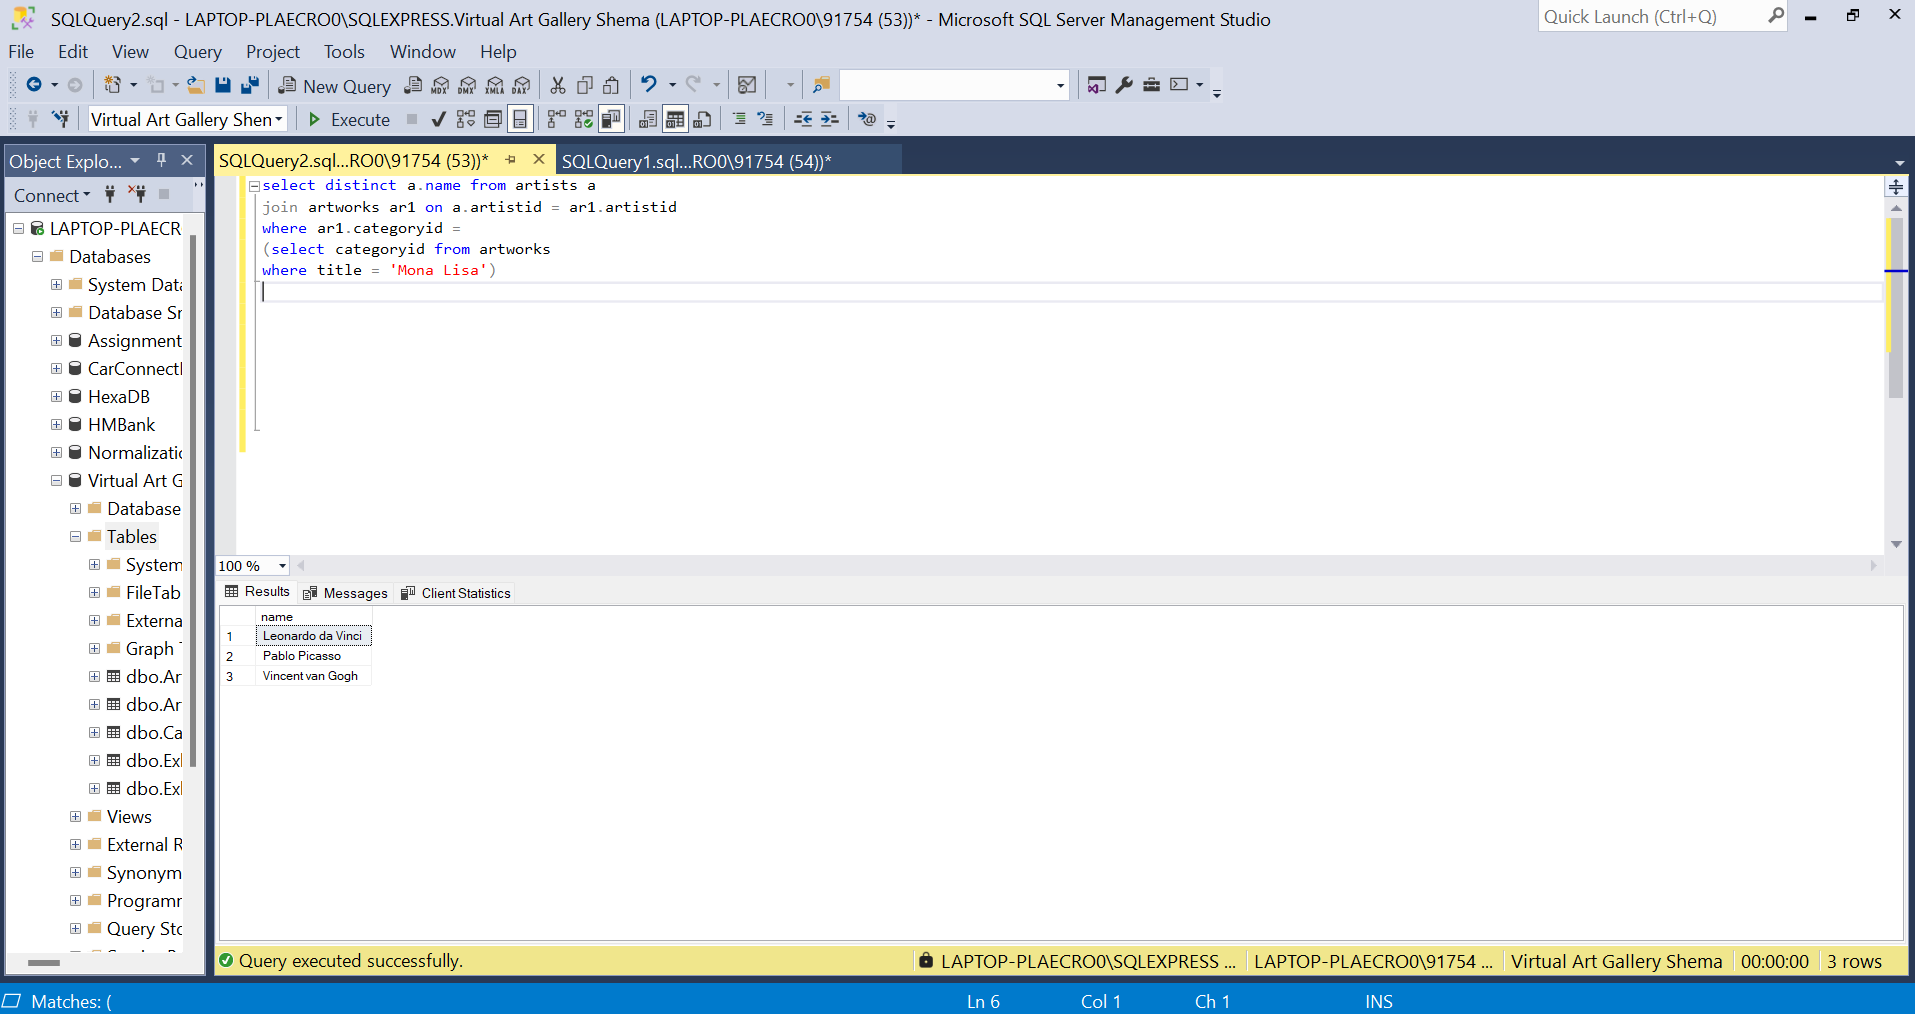 SQLQuery2.sql - LAPTOP-PLAECRO0\SQLEXPRESS.Virtual Art Gallery Shema (LAPTOP-PLAECRO0\91754 (53))* - Microsoft SQL Server Management Studio
Quick Launch (Ctrl+Q)
File Edit View Query Project Tools Window Help
New Query MDX DMX XMLA DAX
Virtual Art Gallery Shen Execute
Object Explo...
SQLQuery2.sql...RO0\91754 (53))* SQLQuery1.sql...RO0\91754 (54))*
Connect
LAPTOP-PLAECR
Databases
System Data
Database Sn
Assignment
CarConnectI
HexaDB
HMBank
Normalizatio
Virtual Art G
Database
Tables
System
FileTab
Externa
Graph T
dbo.Ar
dbo.Ar
dbo.Ca
dbo.Exl
dbo.Exl
Views
External R
Synonym
Programr
Query Sto
select distinct a.name from artists a
join artworks ar1 on a.artistid = ar1.artistid
where ar1.categoryid =
(select categoryid from artworks
where title = 'Mona Lisa')
100 %
Results Messages Client Statistics
name
1 Leonardo da Vinci
2 Pablo Picasso
3 Vincent van Gogh
Query executed successfully.
LAPTOP-PLAECRO0\SQLEXPRESS ... LAPTOP-PLAECRO0\91754 ... Virtual Art Gallery Shema 00:00:00 3 rows
Matches: (
Ln 6 Col 1 Ch 1 INS